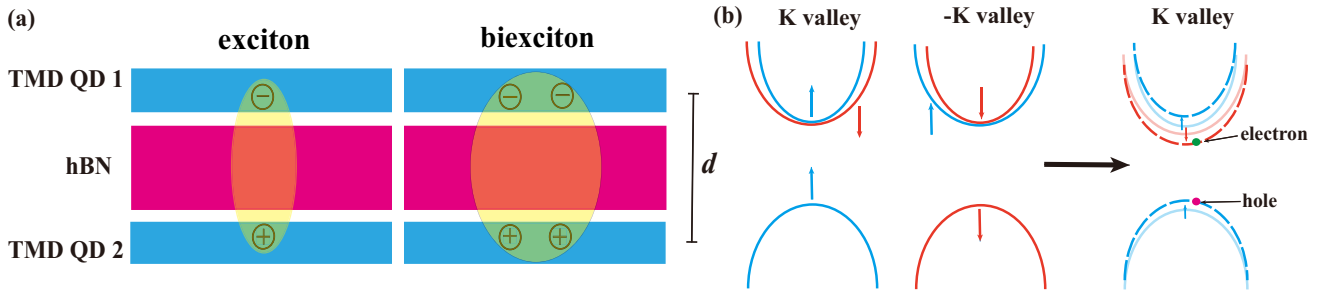 (a)
exciton
biexciton
TMD QD 1
hBN
TMD QD 2
d
(b)
K valley
-K valley
K valley
electron
hole